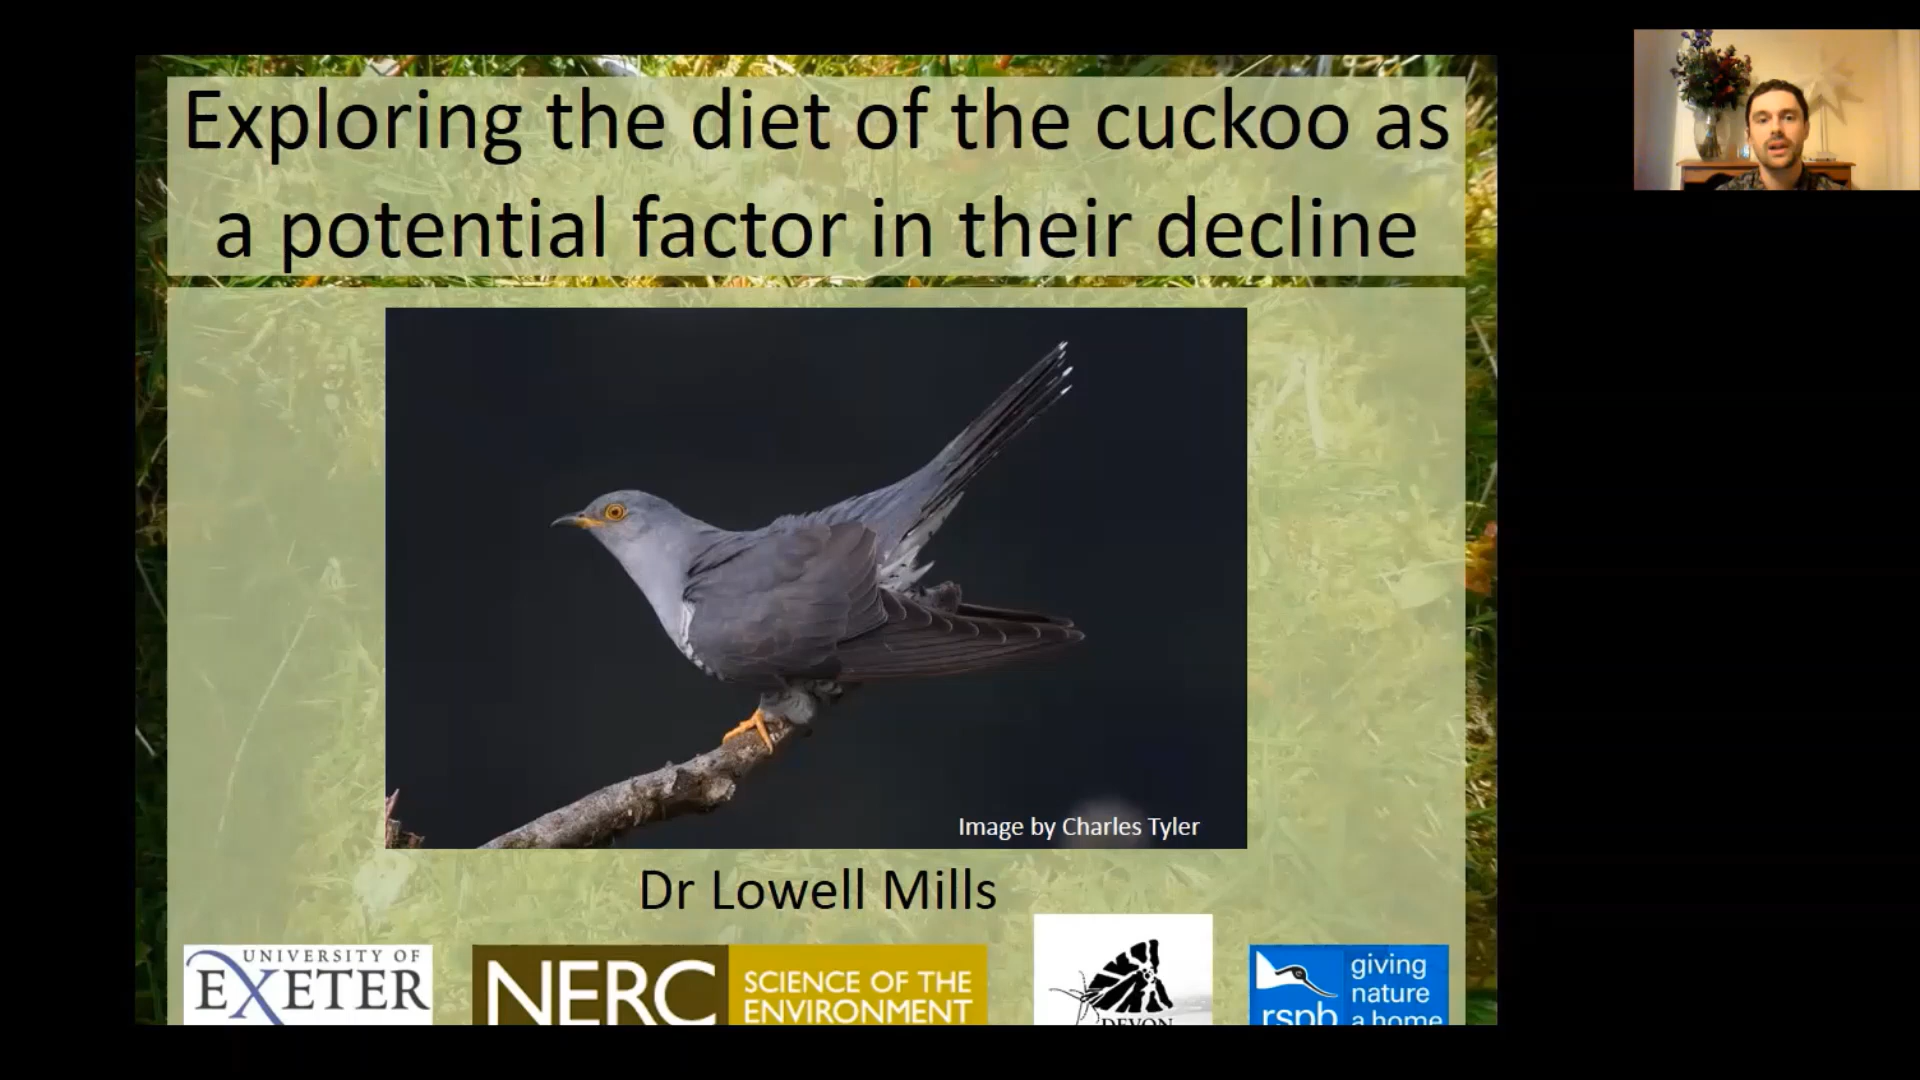 Exploring the diet of the cuckoo as
a potential factor in their decline
Image by Charles Tyler
Dr Lowell Mills
UNIVERSITY OF
EXETER
NERC
SCIENCE OF THE
ENVIRONMENT
DEVON
rspb
giving
nature
a home